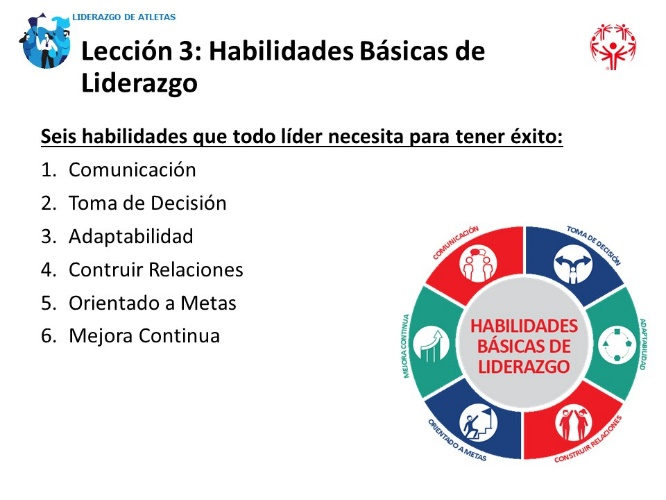 LIDERAZGO DE ATLETAS
Lección 3: Habilidades Básicas de
Liderazgo
Seis habilidades que todo líder necesita para tener éxito:
1. Comunicación
2. Toma de Decisión
3. Adaptabilidad
4. Contruir Relaciones
5. Orientado a Metas
6. Mejora Continua
COMUNICACIÓN
TOMA DE DECISIÓN
ADAPTABILIDAD
CONSTRUIR RELACIONES
ORIENTADO A METAS
MEJORA CONTINUA
HABILIDADES
BÁSICAS DE
LIDERAZGO